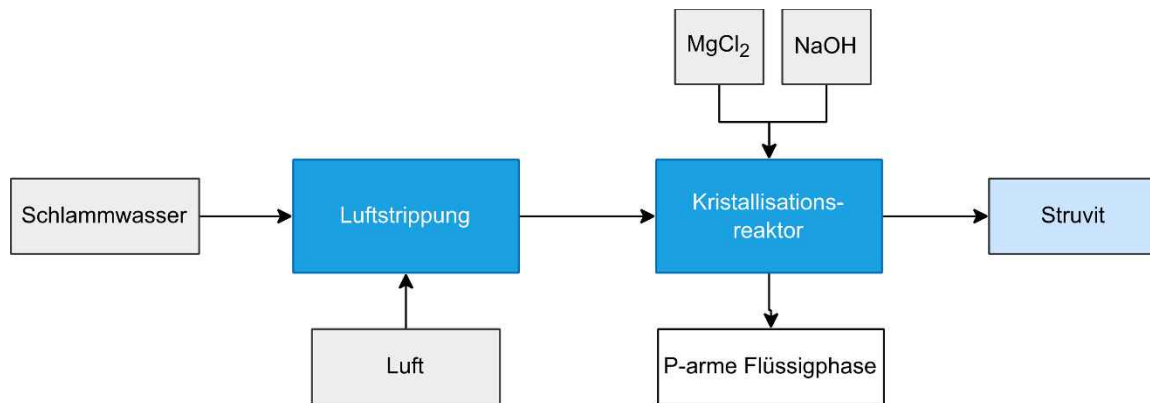 MgCl₂
NaOH
Schlammwasser
Luftstrippung
Kristallisations-
reaktor
Struvit
Luft
P-arme Flüssigphase